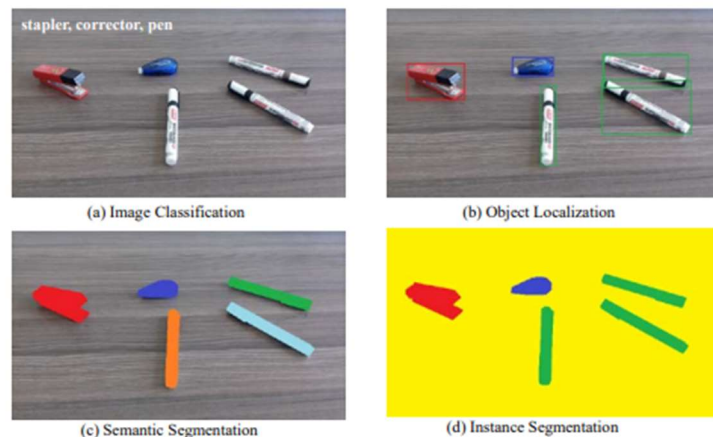 stapler, corrector, pen
(a) Image Classification
(b) Object Localization
(c) Semantic Segmentation
(d) Instance Segmentation